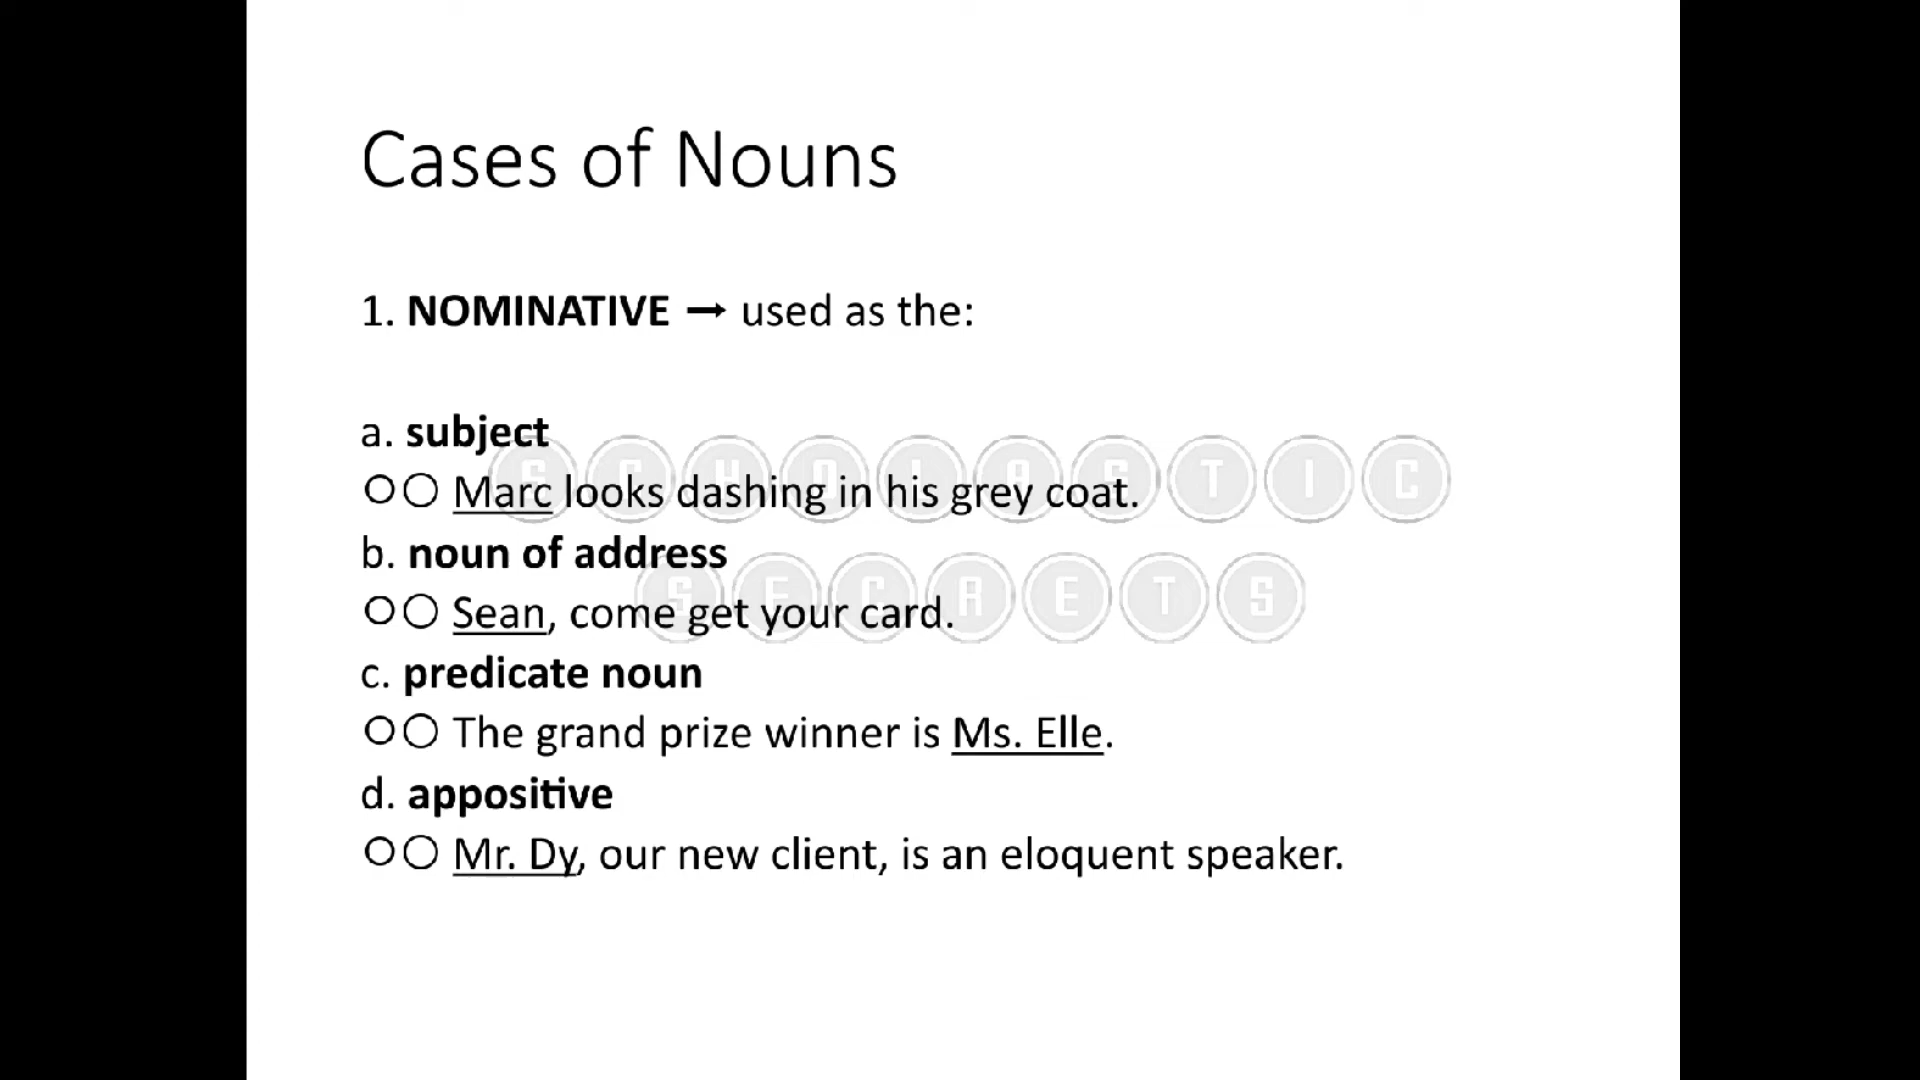 Cases of Nouns
1. NOMINATIVE → used as the:
a. subject
○○ Marc looks dashing in his grey coat.
b. noun of address
○○ Sean, come get your card.
c. predicate noun
○○ The grand prize winner is Ms. Elle.
d. appositive
○○ Mr. Dy, our new client, is an eloquent speaker.
SCHOLASTIC
SECRETS